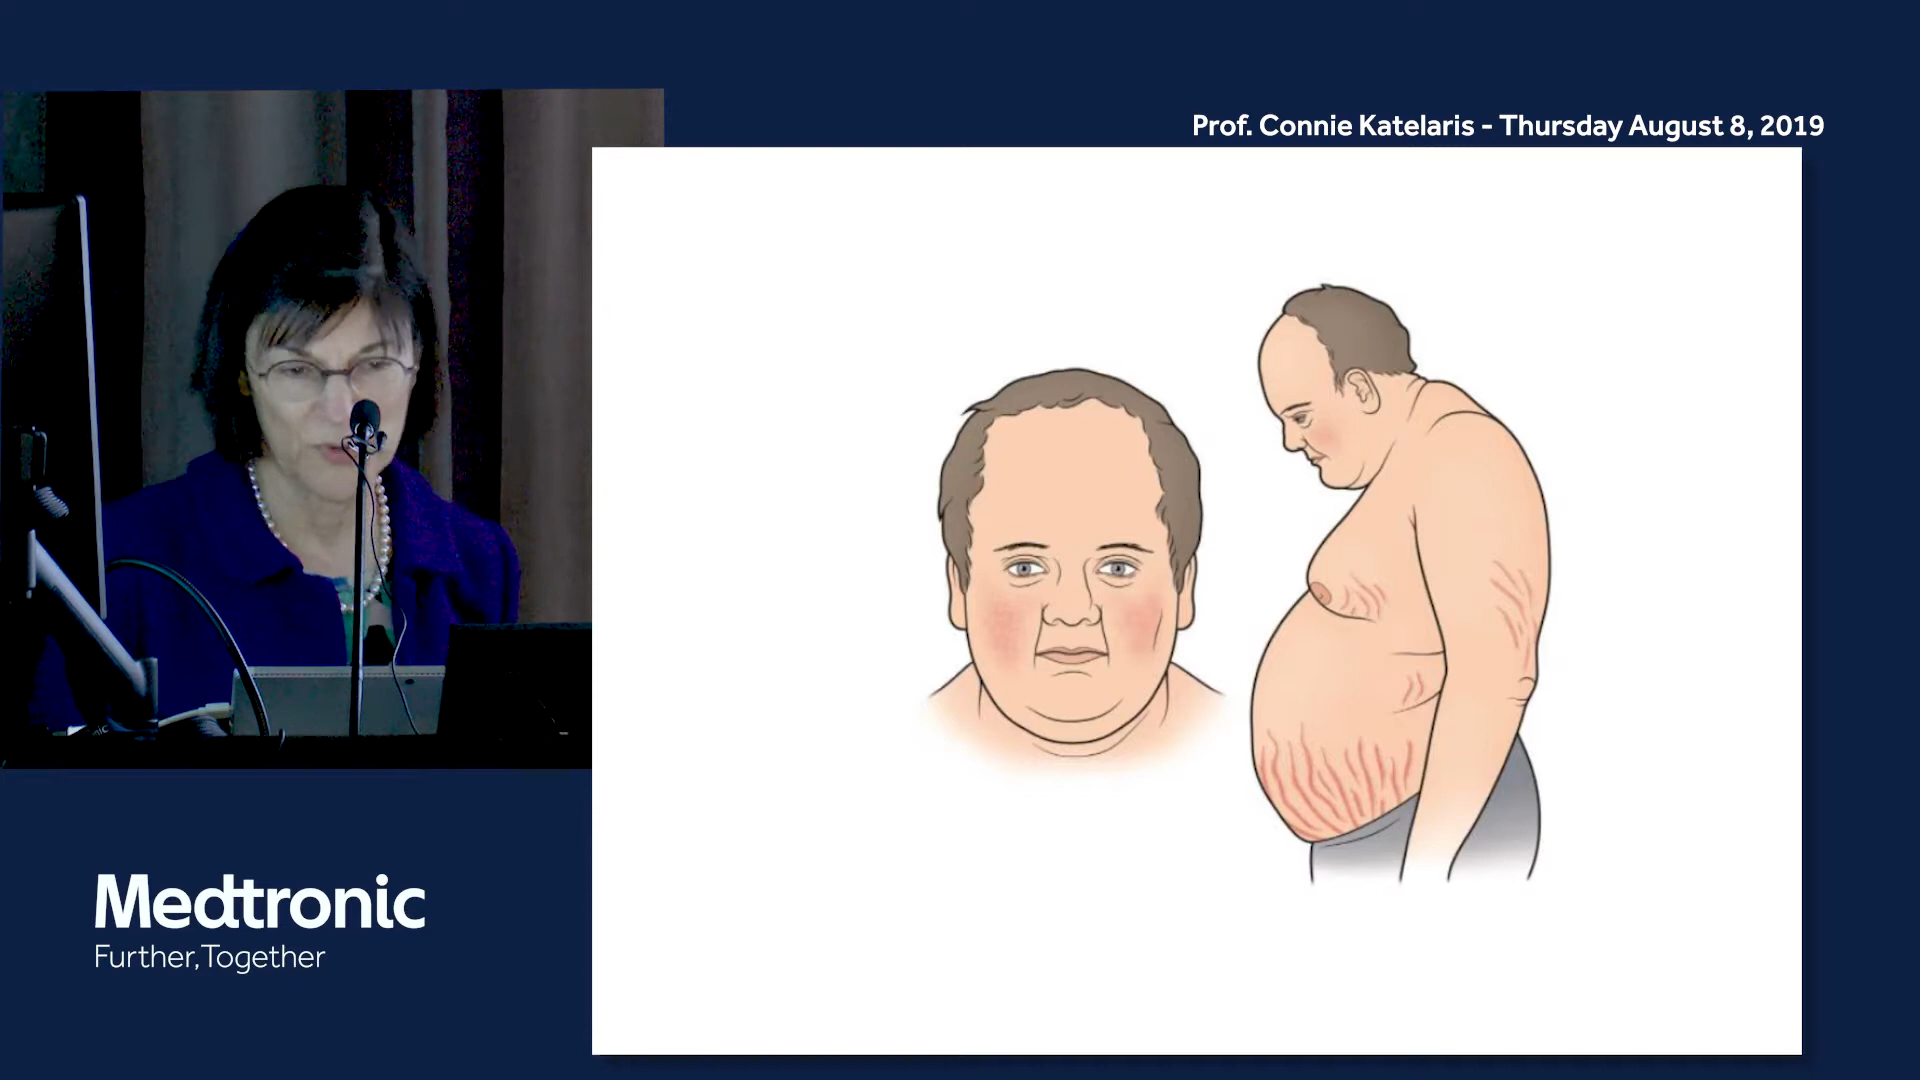 Prof. Connie Katelaris - Thursday August 8, 2019
Medtronic
Further, Together